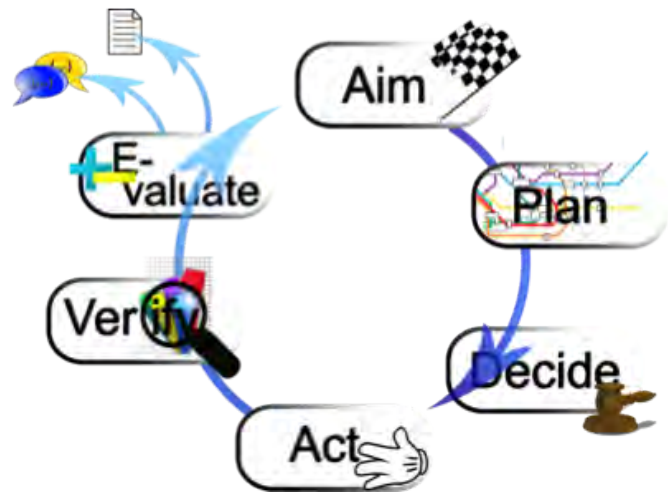 Aim
Plan
Decide
Act
Verify
E-
valuate